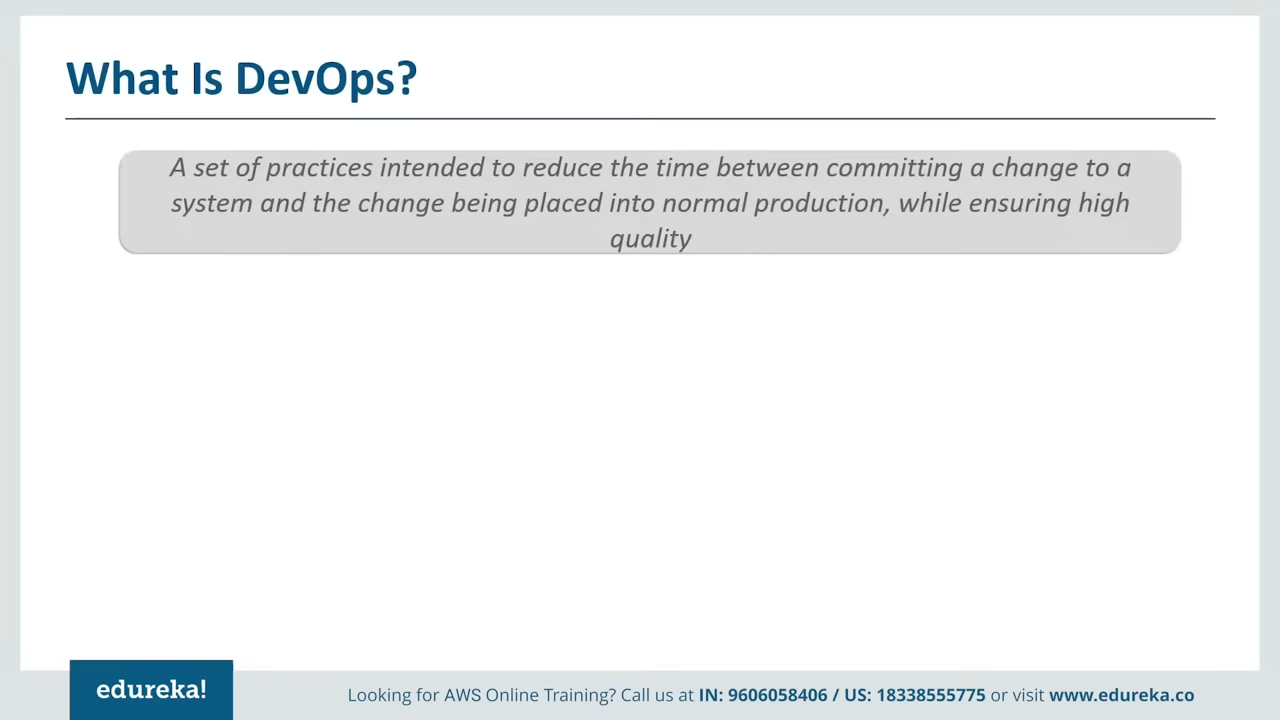 What Is DevOps?
A set of practices intended to reduce the time between committing a change to a
system and the change being placed into normal production, while ensuring high
quality
edureka!
Looking for AWS Online Training? Call us at IN: 9606058406 / US: 18338555775 or visit www.edureka.co